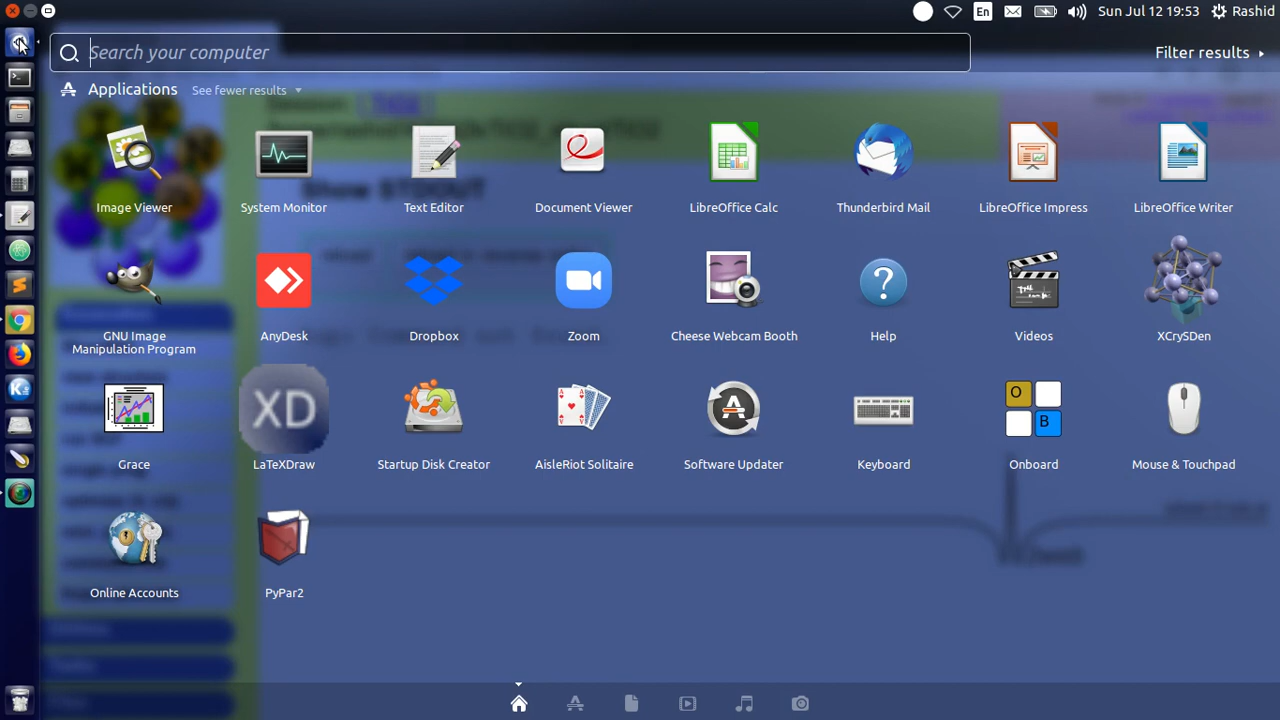 En
Sun Jul 12 19:53
Rashid
Search your computer
Filter results
Applications
See fewer results
Image Viewer
System Monitor
Text Editor
Document Viewer
LibreOffice Calc
Thunderbird Mail
LibreOffice Impress
LibreOffice Writer
GNU Image
Manipulation Program
AnyDesk
Dropbox
Zoom
Cheese Webcam Booth
Help
Videos
XCrySDen
Grace
XD
LaTeXDraw
Startup Disk Creator
AisleRiot Solitaire
Software Updater
Keyboard
O
B
Onboard
Mouse & Touchpad
Online Accounts
PyPar2
Show STDOUT